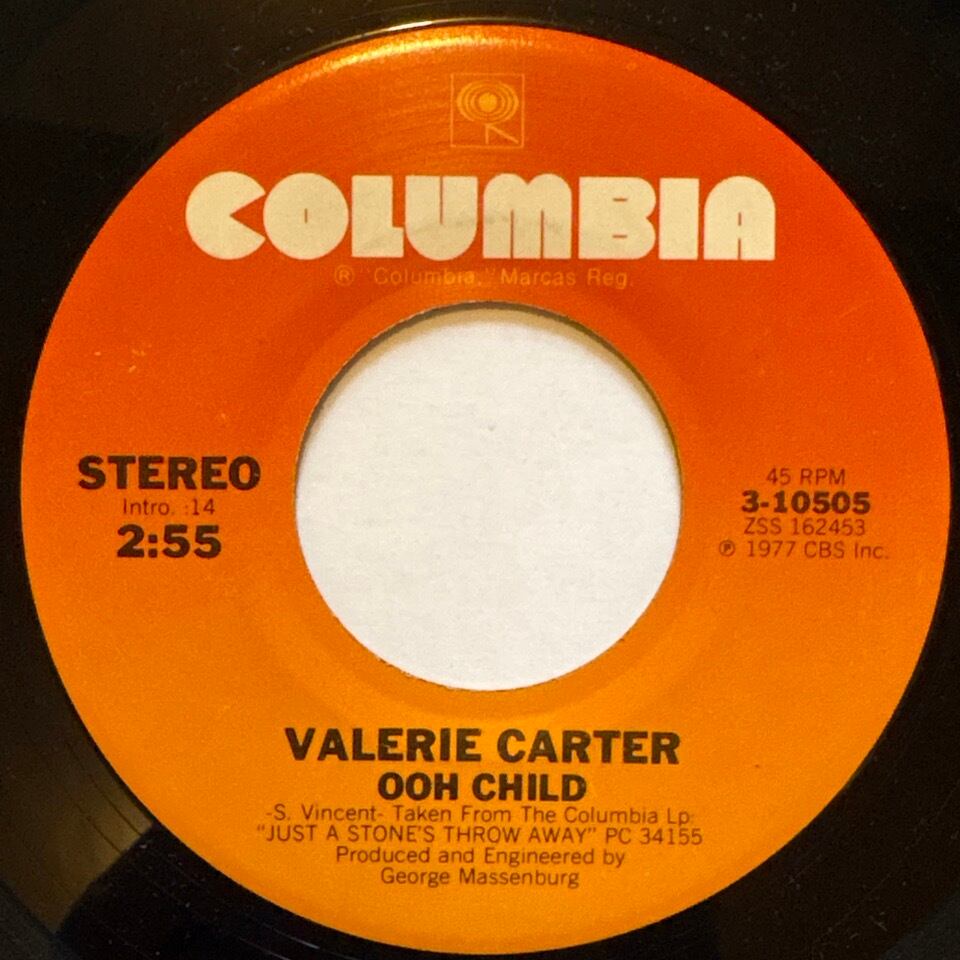 COLUMBIA
® "Columbia," Marcas Reg.
STEREO
Intro. :14
2:55
45 RPM
3-10505
ZSS 162453
℗ 1977 CBS Inc.
VALERIE CARTER
OOH CHILD
-S. Vincent- Taken From The Columbia Lp:
"JUST A STONE'S THROW AWAY" PC 34155
Produced and Engineered by
George Massenburg